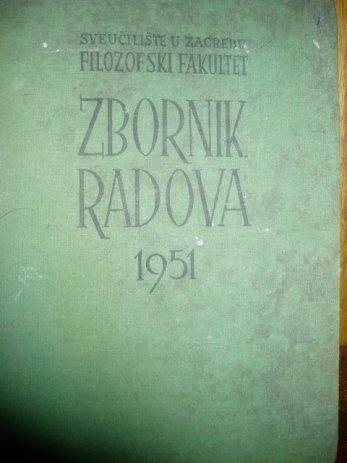 SVEUČILIŠTE U ZAGREBU
FILOZOFSKI FAKULTET
ZBORNIK
RADOVA
1951